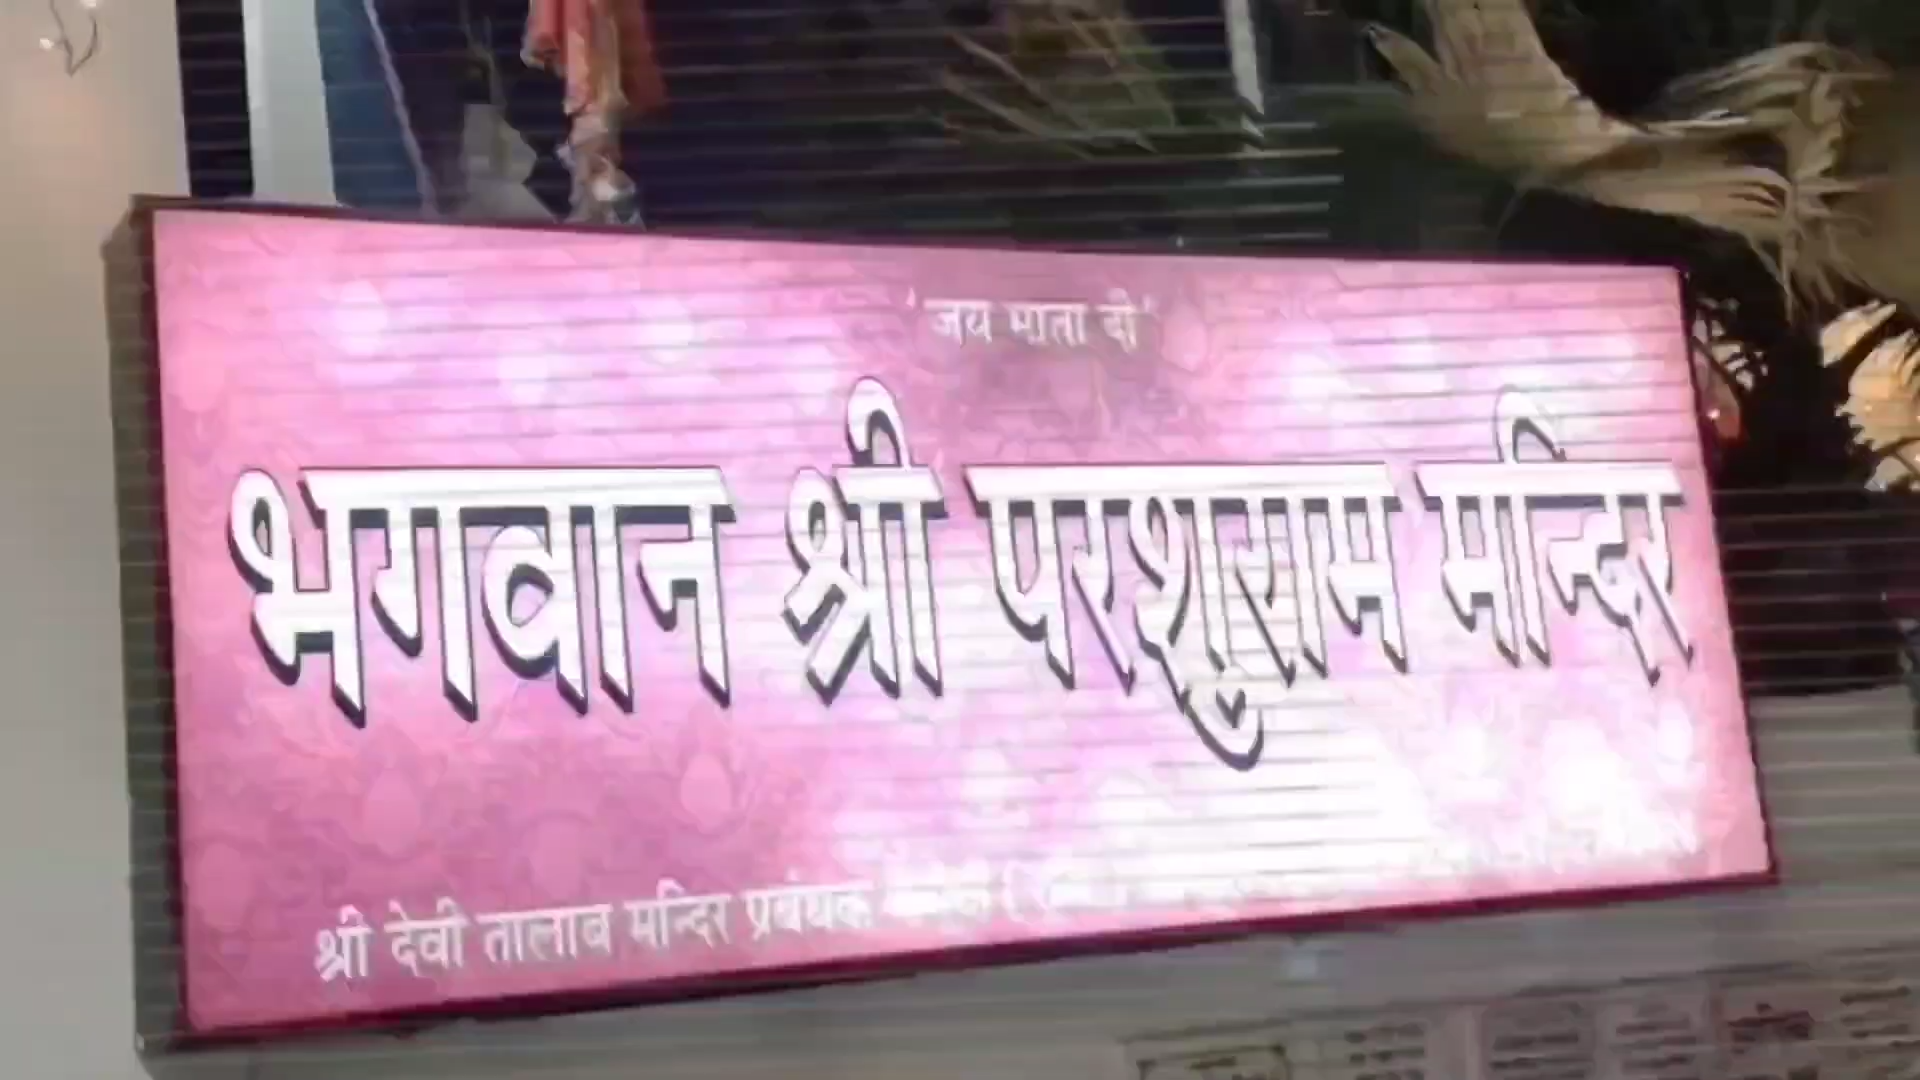 'जय माता दी'
भगवान श्री परशुराम मन्दिर
श्री देवी तालाब मन्दिर प्रबंधक